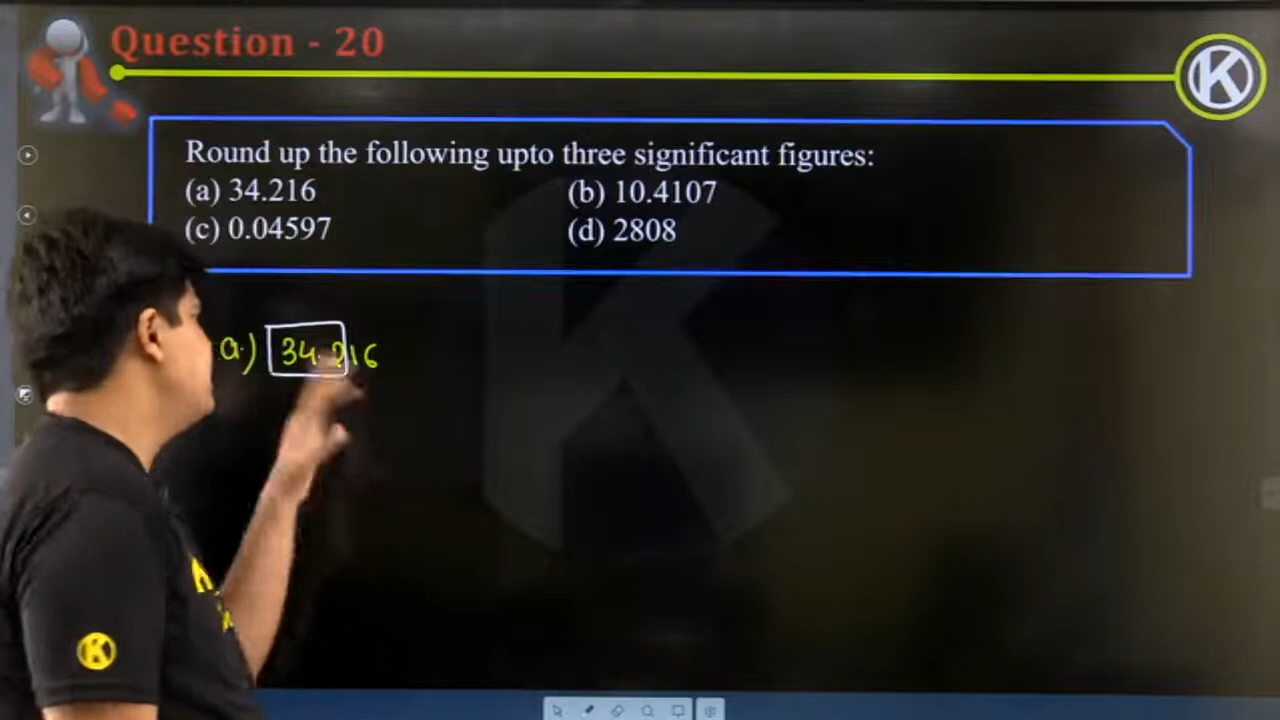 Question - 20
Round up the following upto three significant figures:
(a) 34.216 (b) 10.4107
(c) 0.04597 (d) 2808
a.) 34.216
K
K